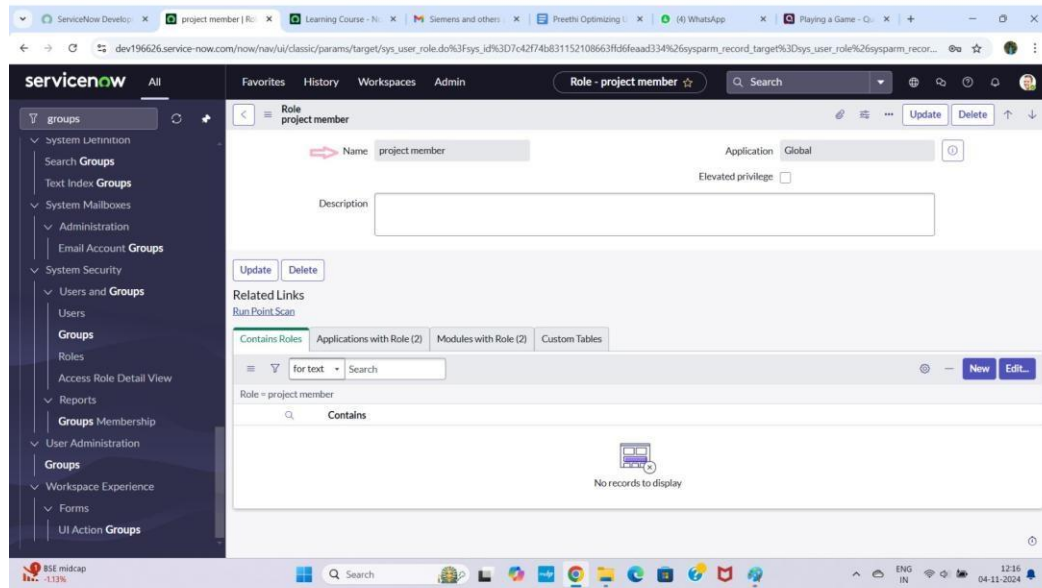 ServiceNow Develop
project member | Rol
Learning Course - N
Siemens and others
Preethi Optimizing U
(4) WhatsApp
Playing a Game - Q
dev196626.service-now.com/now/nav/ui/classic/params/target/sys_user_role.do%3Fsys_id%3D7c42f74b831152108663ffd6feaad334%26sysparm_record_target%3Dsys_user_role%26sysparm_recor...
servicenow All Favorites History Workspaces Admin Role - project member Search
groups
Role
project member
Update Delete
System Definition
Search Groups
Text Index Groups
System Mailboxes
Administration
Email Account Groups
System Security
Users and Groups
Users
Groups
Roles
Access Role Detail View
Reports
Groups Membership
User Administration
Groups
Workspace Experience
Forms
UI Action Groups
Name project member
Application Global
Elevated privilege
Description
Update Delete
Related Links
Run Point Scan
Contains Roles Applications with Role (2) Modules with Role (2) Custom Tables
for text Search New Edit...
Role = project member
Contains
No records to display
BSE midcap
-1.13%
Search
ENG
IN
12:16
04-11-2024